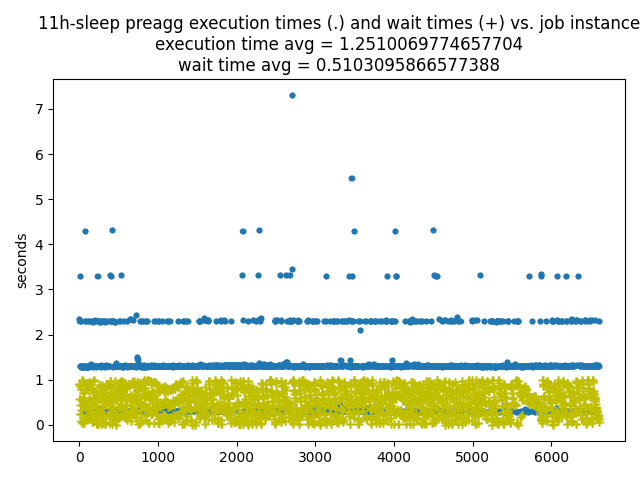 11h-sleep preagg execution times (.) and wait times (+) vs. job instance
execution time avg = 1.2510069774657704
wait time avg = 0.5103095866577388
7
6
5
4
3
2
1
0
seconds
0 1000 2000 3000 4000 5000 6000